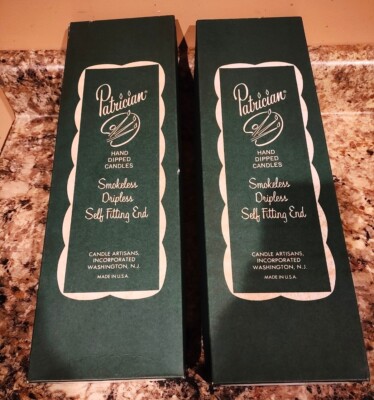 Patrician
HAND
DIPPED
CANDLES
Smokeless
Dripless
Self Fitting End
CANDLE ARTISANS,
INCORPORATED
WASHINGTON, N.J.
MADE IN U.S.A.
Patrician
HAND
DIPPED
CANDLES
Smokeless
Dripless
Self Fitting End
CANDLE ARTISANS,
INCORPORATED
WASHINGTON, N.J.
MADE IN U.S.A.